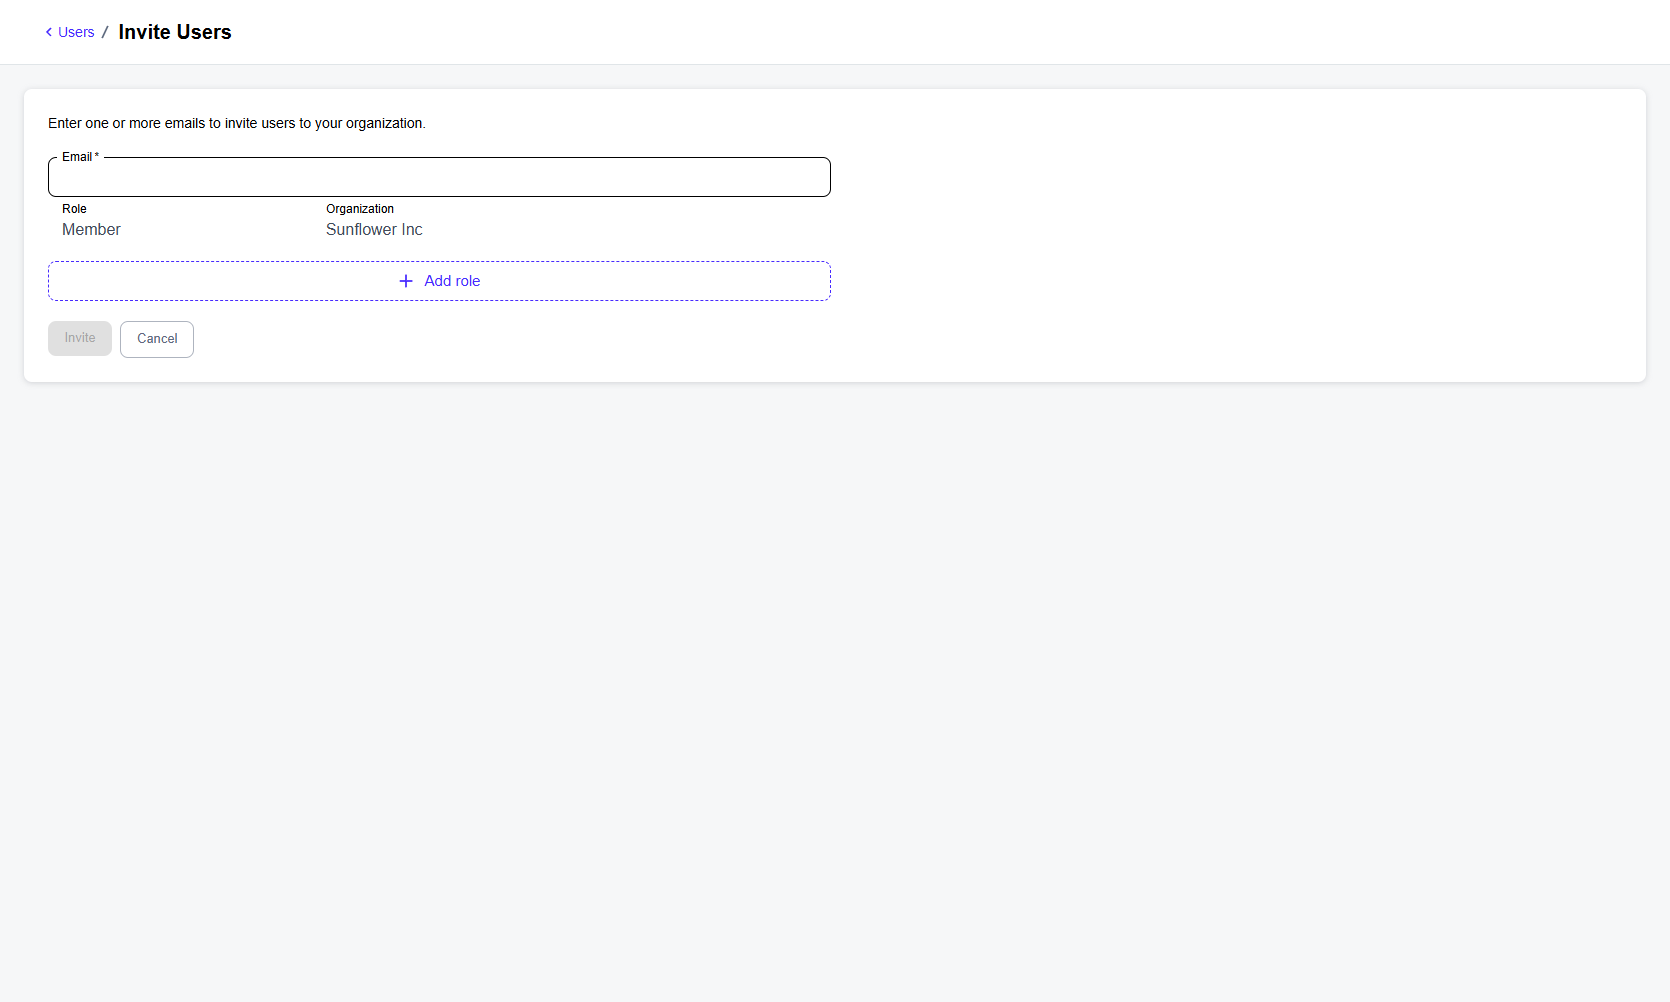 Users / Invite Users
Enter one or more emails to invite users to your organization.
Email *
Role Organization
Member Sunflower Inc
Add role
Invite Cancel